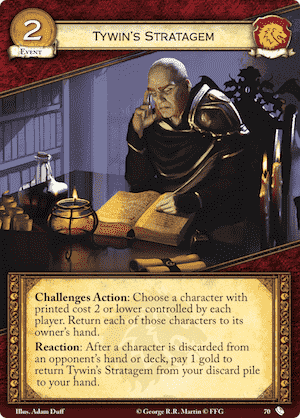 2
Tywin's Stratagem
Event
Challenges Action: Choose a character with
printed cost 2 or lower controlled by each
player. Return each of those characters to its
owner's hand.
Reaction: After a character is discarded from
an opponent's hand or deck, pay 1 gold to
return Tywin's Stratagem from your discard pile
to your hand.
Illus. Adam Duff © George R.R. Martin © FFG 70